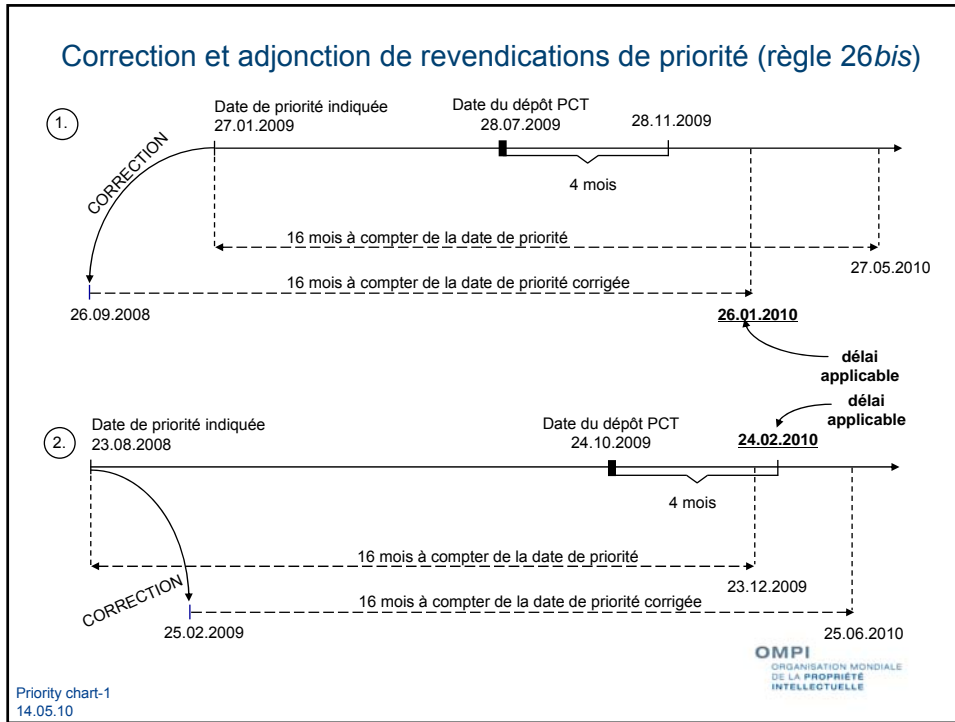 Correction et adjonction de revendications de priorité (règle 26bis)
1.
Date de priorité indiquée
27.01.2009
Date du dépôt PCT
28.07.2009
28.11.2009
CORRECTION
4 mois
16 mois à compter de la date de priorité
27.05.2010
16 mois à compter de la date de priorité corrigée
26.09.2008
26.01.2010
délai
applicable
délai
applicable
2.
Date de priorité indiquée
23.08.2008
Date du dépôt PCT
24.10.2009
24.02.2010
4 mois
16 mois à compter de la date de priorité
23.12.2009
CORRECTION
16 mois à compter de la date de priorité corrigée
25.02.2009
25.06.2010
OMPI
ORGANISATION MONDIALE
DE LA PROPRIÉTÉ
INTELLECTUELLE
Priority chart-1
14.05.10